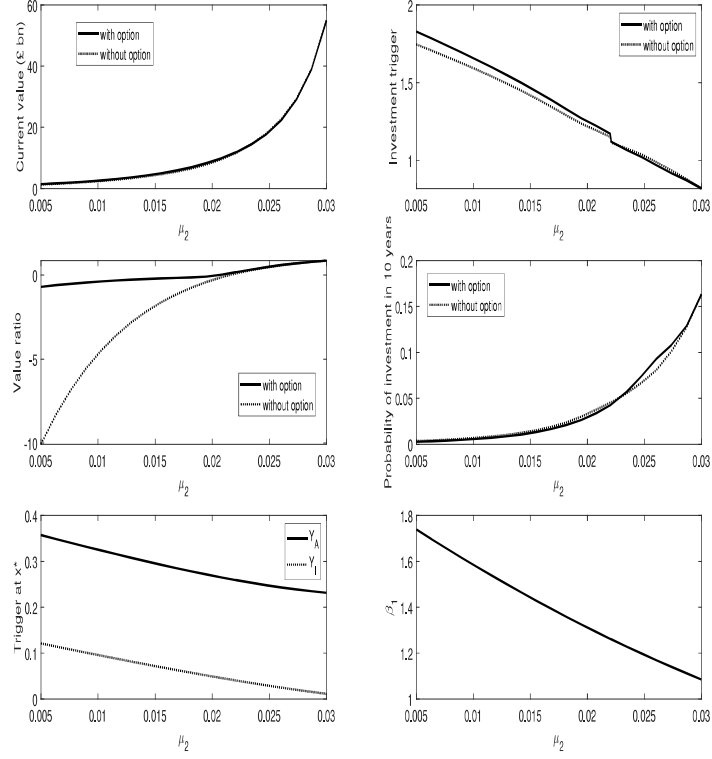 Current value (£ bn)
60
40
20
0
with option
without option
0.005 0.01 0.015 0.02 0.025 0.03
μ2
Investment trigger
1.5
1
with option
without option
0.005 0.01 0.015 0.02 0.025 0.03
μ2
Value ratio
0
-5
-10
with option
without option
0.005 0.01 0.015 0.02 0.025 0.03
μ2
Probability of investment in 10 years
0.2
0.15
0.1
0.05
0
with option
without option
0.005 0.01 0.015 0.02 0.025 0.03
μ2
Trigger at x*
0.4
0.3
0.2
0.1
0
Y_A
Y_I
0.005 0.01 0.015 0.02 0.025 0.03
μ2
β1
1.8
1.6
1.4
1.2
1
0.005 0.01 0.015 0.02 0.025 0.03
μ2